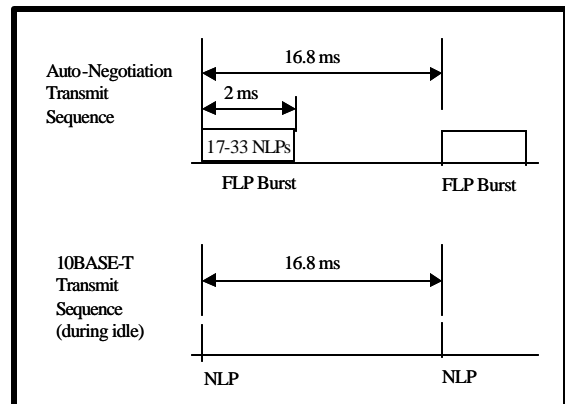 16.8 ms
Auto-Negotiation
Transmit
Sequence
2 ms
17-33 NLPs
FLP Burst
FLP Burst
10BASE-T
Transmit
Sequence
(during idle)
16.8 ms
NLP
NLP